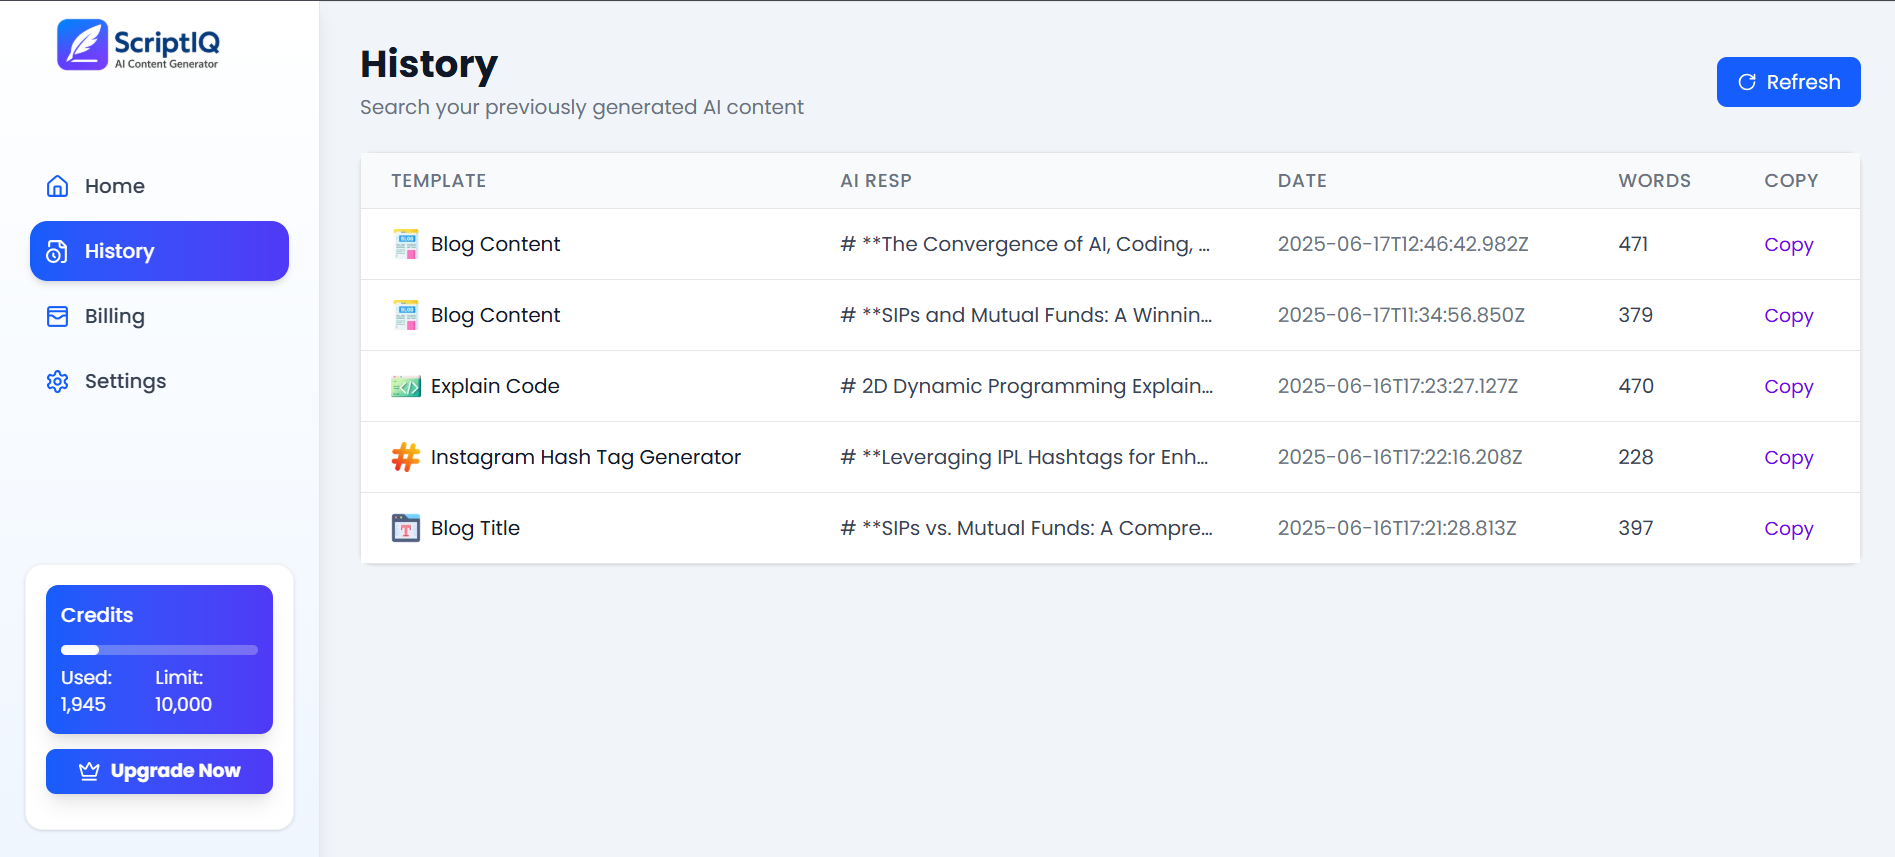 ScriptIQ
AI Content Generator
Home
History
Billing
Settings
Credits
Used: Limit:
1,945 10,000
Upgrade Now
History
Search your previously generated AI content
Refresh
TEMPLATE AI RESP DATE WORDS COPY
BLOG Blog Content # **The Convergence of AI, Coding, ... 2025-06-17T12:46:42.982Z 471 Copy
BLOG Blog Content # **SIPs and Mutual Funds: A Winnin... 2025-06-17T11:34:56.850Z 379 Copy
</> Explain Code # 2D Dynamic Programming Explain... 2025-06-16T17:23:27.127Z 470 Copy
# Instagram Hash Tag Generator # **Leveraging IPL Hashtags for Enh... 2025-06-16T17:22:16.208Z 228 Copy
T Blog Title # **SIPs vs. Mutual Funds: A Compre... 2025-06-16T17:21:28.813Z 397 Copy